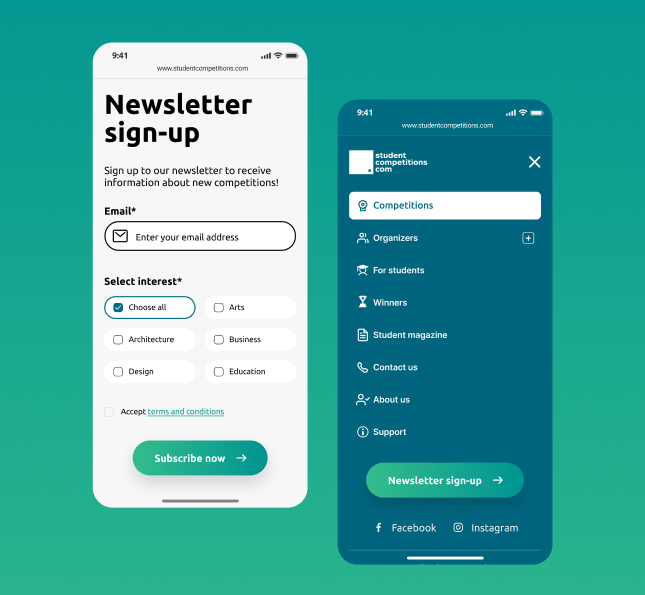 9:41
www.studentcompetitions.com
Newsletter
sign-up
Sign up to our newsletter to receive
information about new competitions!
Email*
Enter your email address
Select interest*
Choose all
Arts
Architecture
Business
Design
Education
Accept terms and conditions
Subscribe now
9:41
www.studentcompetitions.com
student
competitions
com
Competitions
Organizers
For students
Winners
Student magazine
Contact us
About us
Support
Newsletter sign-up
Facebook
Instagram